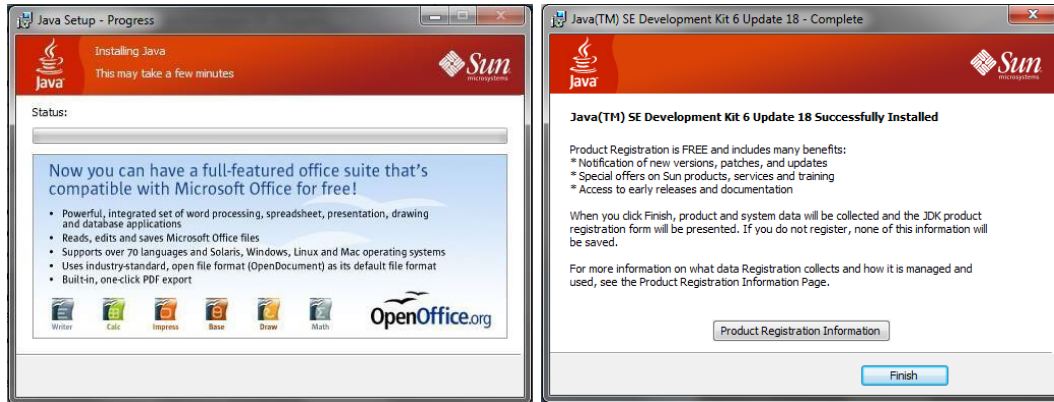 Java Setup - Progress
Installing Java
This may take a few minutes
Java
Sun
microsystems
Status:
Now you can have a full-featured office suite that's
compatible with Microsoft Office for free!
• Powerful, integrated set of word processing, spreadsheet, presentation, drawing
and database applications
• Reads, edits and saves Microsoft Office files
• Supports over 70 languages and Solaris, Windows, Linux and Mac operating systems
• Uses industry-standard, open file format (OpenDocument) as its default file format
• Built-in, one-click PDF export
Writer Calc Impress Base Draw Math
OpenOffice.org
Java(TM) SE Development Kit 6 Update 18 - Complete
Java
Sun
microsystems
Java(TM) SE Development Kit 6 Update 18 Successfully Installed
Product Registration is FREE and includes many benefits:
* Notification of new versions, patches, and updates
* Special offers on Sun products, services and training
* Access to early releases and documentation
When you click Finish, product and system data will be collected and the JDK product
registration form will be presented. If you do not register, none of this information will
be saved.
For more information on what data Registration collects and how it is managed and
used, see the Product Registration Information Page.
Product Registration Information
Finish